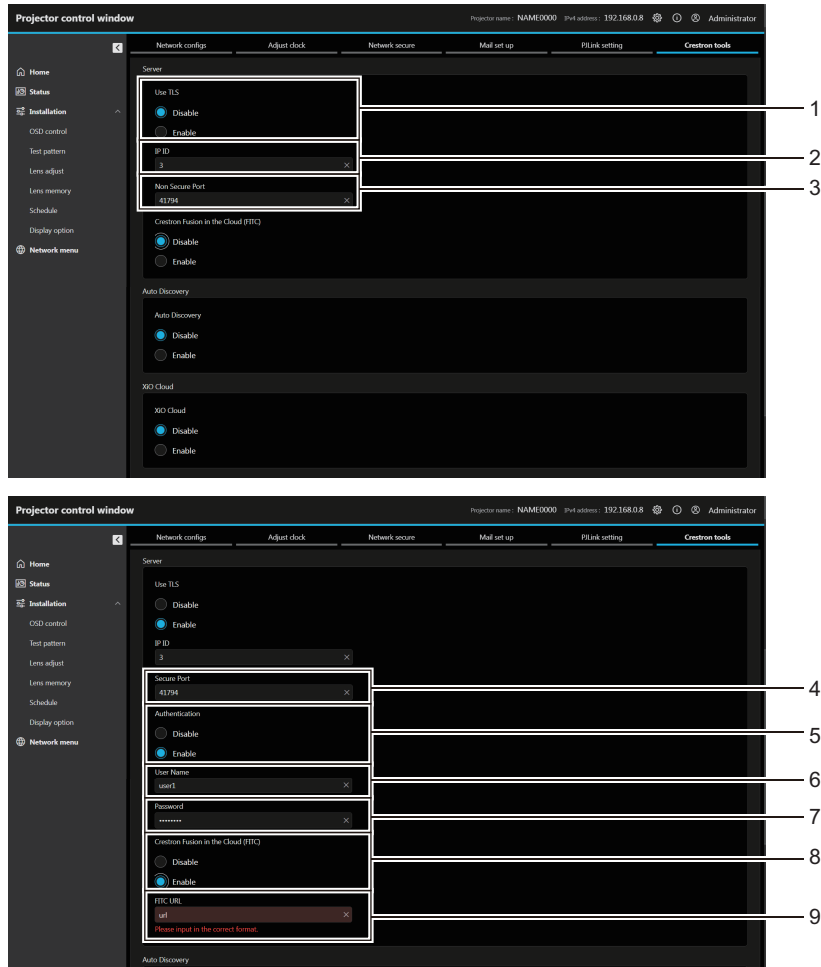 Projector control window Projector name : NAME0000 IPv4 address : 192.168.0.8 Administrator
Network configs Adjust clock Network secure Mail set up PJLink setting Crestron tools
Home
Status
Installation
OSD control
Test pattern
Lens adjust
Lens memory
Schedule
Display option
Network menu
Server
Use TLS
Disable
Enable
IP ID
3
Non Secure Port
41794
Crestron Fusion in the Cloud (FITC)
Disable
Enable
Auto Discovery
Auto Discovery
Disable
Enable
XiO Cloud
XiO Cloud
Disable
Enable
1
2
3
Projector control window Projector name : NAME0000 IPv4 address : 192.168.0.8 Administrator
Network configs Adjust clock Network secure Mail set up PJLink setting Crestron tools
Home
Status
Installation
OSD control
Test pattern
Lens adjust
Lens memory
Schedule
Display option
Network menu
Server
Use TLS
Disable
Enable
IP ID
3
Secure Port
41794
Authentication
Disable
Enable
User Name
user1
Password
••••••••
Crestron Fusion in the Cloud (FITC)
Disable
Enable
FITC URL
url
Please input in the correct format.
Auto Discovery
4
5
6
7
8
9